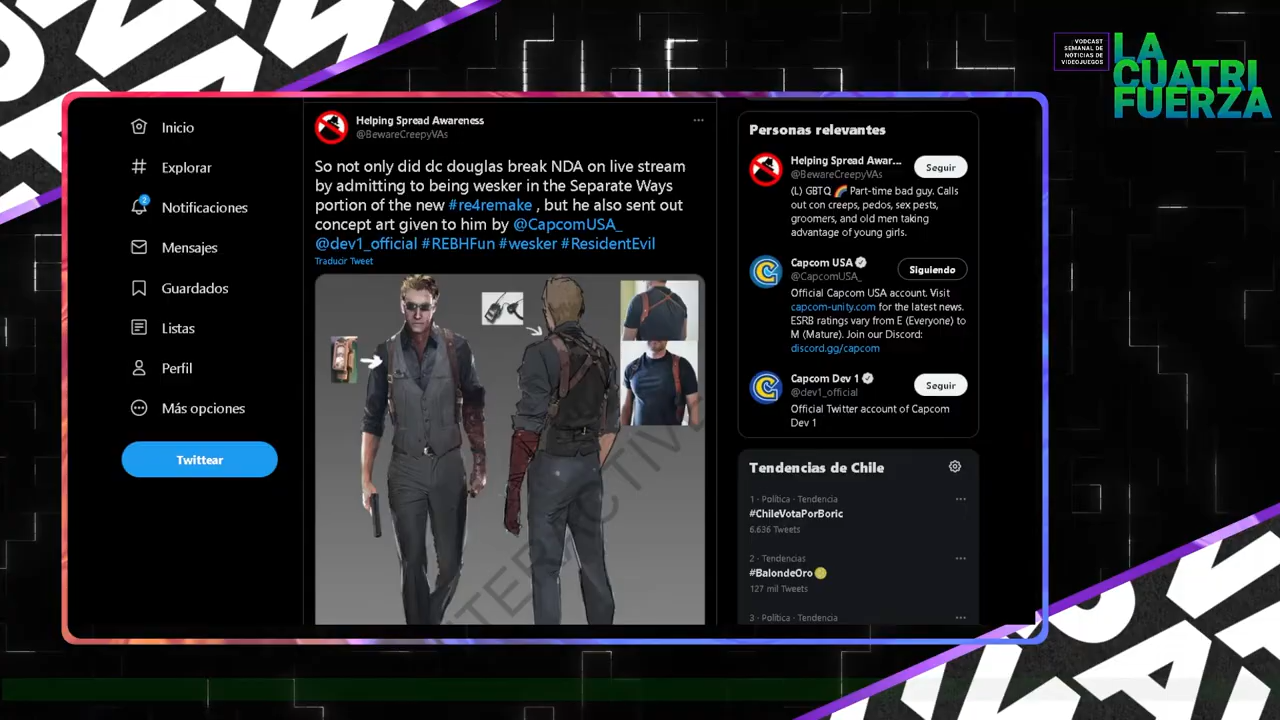 VODCAST
SEMANAL DE
NOTICIAS DE
VIDEOJUEGOS
LA
CUATRI
FUERZA
Inicio
Explorar
2
Notificaciones
Mensajes
Guardados
Listas
Perfil
Más opciones
Twittear
Helping Spread Awareness
@BewareCreepyVAs
So not only did dc douglas break NDA on live stream
by admitting to being wesker in the Separate Ways
portion of the new #re4remake , but he also sent out
concept art given to him by @CapcomUSA_
@dev1_official #REBHFun #wesker #ResidentEvil
Traducir Tweet
Personas relevantes
Helping Spread Awar...
@BewareCreepyVAs
Seguir
(L) GBTQ 🌈 Part-time bad guy. Calls
out con creeps, pedos, sex pests,
groomers, and old men taking
advantage of young girls.
Capcom USA
@CapcomUSA_
Siguiendo
Official Capcom USA account. Visit
capcom-unity.com for the latest news.
ESRB ratings vary from E (Everyone) to
M (Mature). Join our Discord:
discord.gg/capcom
Capcom Dev 1
@dev1_official
Seguir
Official Twitter account of Capcom
Dev 1
Tendencias de Chile
1 · Política · Tendencia
#ChileVotaPorBoric
6.636 Tweets
2 · Tendencias
#BalondeOro
127 mil Tweets
3 · Política · Tendencia